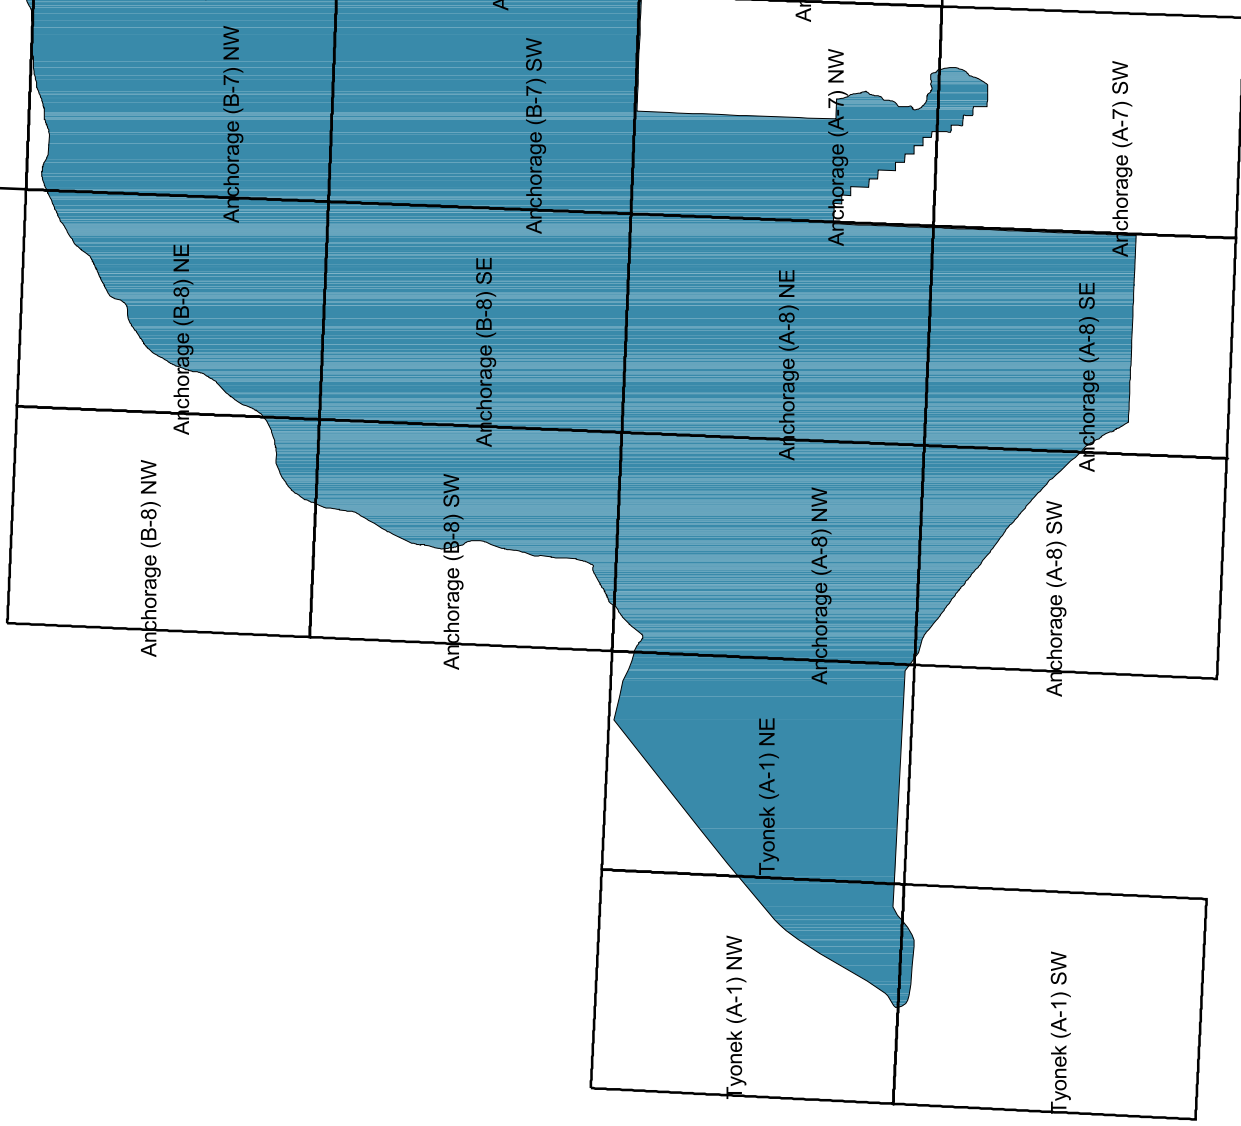 Anchorage (B-7) NW
Anchorage (B-7) SW
Anchorage (A-7) NW
Anchorage (A-7) SW
Anchorage (B-8) NE
Anchorage (B-8) SE
Anchorage (A-8) NE
Anchorage (A-8) SE
Anchorage (B-8) NW
Anchorage (B-8) SW
Anchorage (A-8) NW
Anchorage (A-8) SW
Tyonek (A-1) NE
Tyonek (A-1) NW
Tyonek (A-1) SW